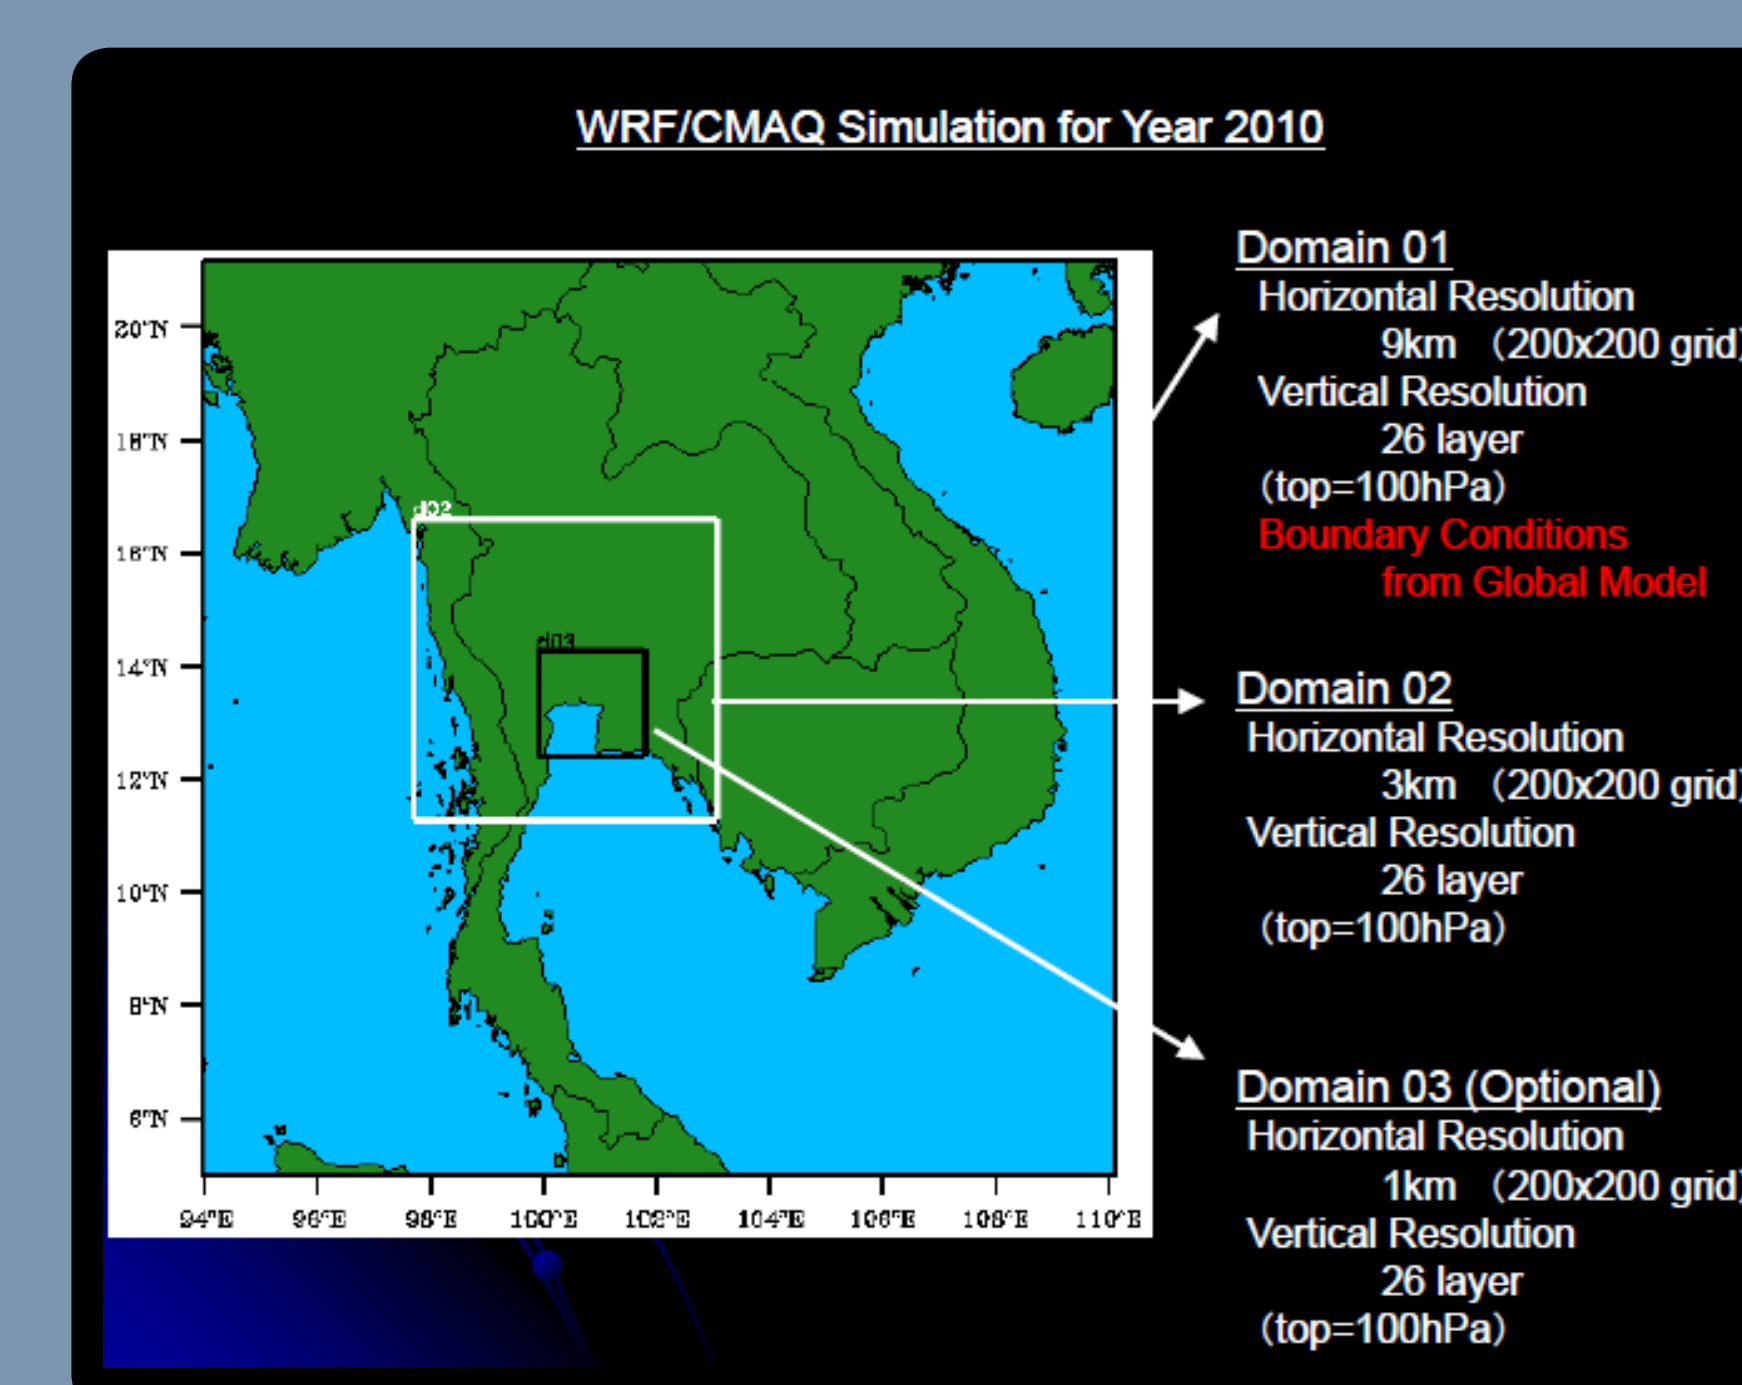 WRF/CMAQ Simulation for Year 2010
Domain 01
Horizontal Resolution
9km （200x200 grid）
Vertical Resolution
26 layer
（top=100hPa）
Boundary Conditions
from Global Model
Domain 02
Horizontal Resolution
3km （200x200 grid）
Vertical Resolution
26 layer
（top=100hPa）
Domain 03 (Optional)
Horizontal Resolution
1km （200x200 grid）
Vertical Resolution
26 layer
（top=100hPa）
20°N
18°N
16°N
14°N
12°N
10°N
8°N
6°N
d02
d03
94°E 96°E 98°E 100°E 102°E 104°E 106°E 108°E 110°E